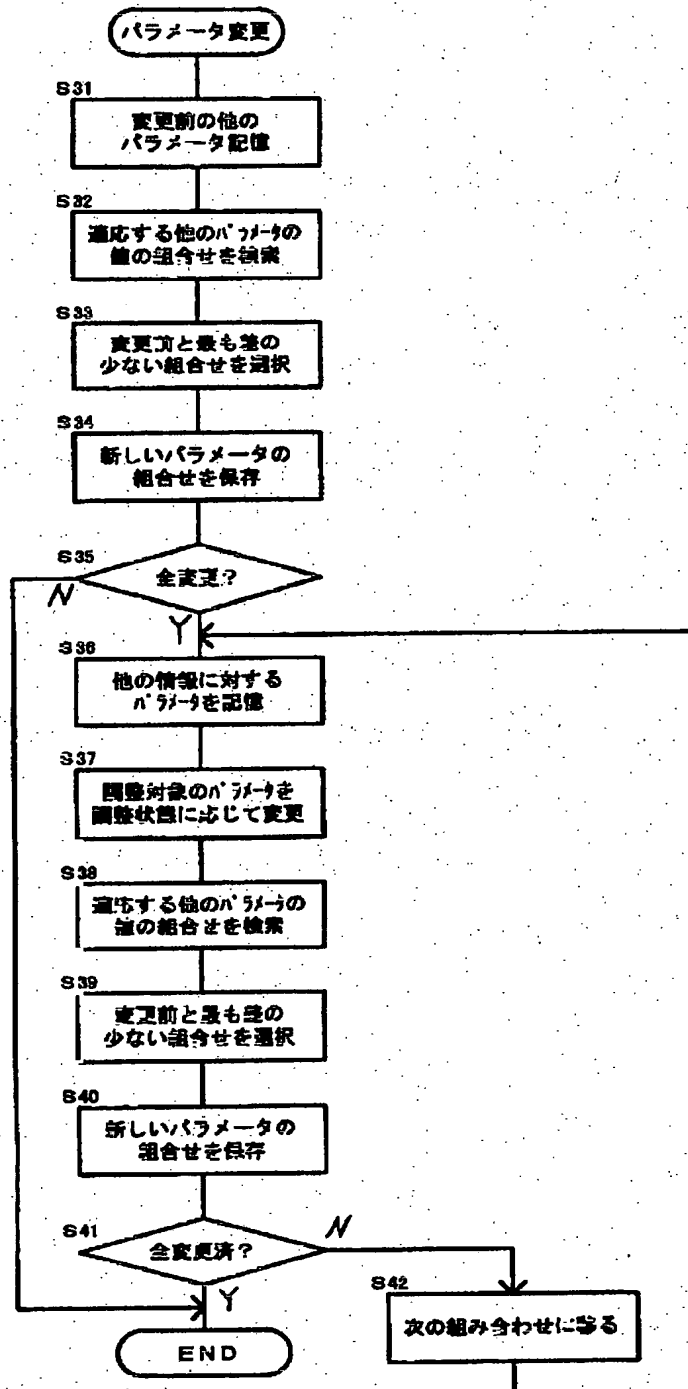 パラメータ変更
S31
変更前の他の
パラメータ記憶
S32
適応する他のパラメータの
値の組合せを検索
S33
変更前と最も差の
少ない組合せを選択
S34
新しいパラメータの
組合せを保存
S35
全変更?
N
Y
S36
他の情報に対する
パラメータを記憶
S37
調整対象のパラメータを
調整状態に応じて変更
S38
適応する他のパラメータの
値の組合せを検索
S39
変更前と最も差の
少ない組合せを選択
S40
新しいパラメータの
組合せを保存
S41
全変更済?
N
Y
S42
次の組み合わせに移る
END